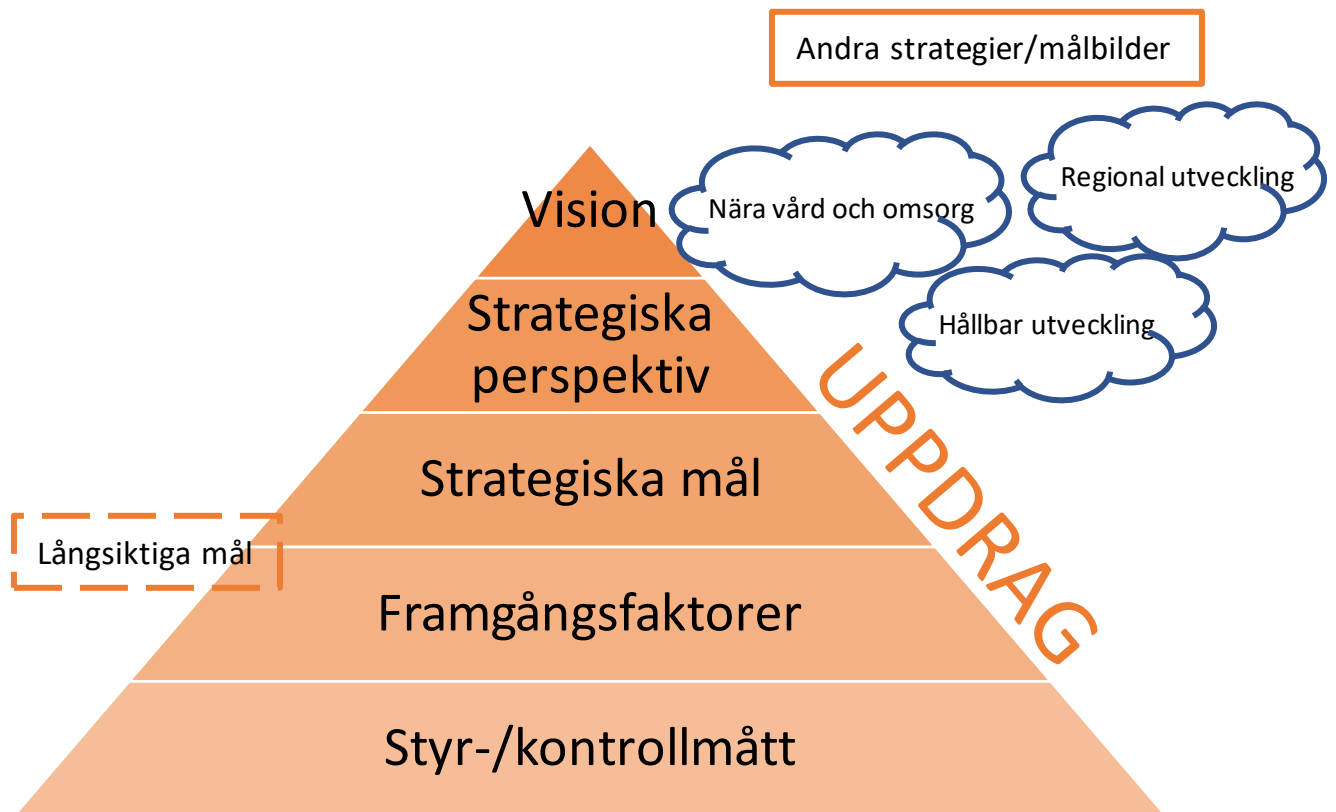 Andra strategier/målbilder
Regional utveckling
Nära vård och omsorg
Hållbar utveckling
Vision
Strategiska
perspektiv
Strategiska mål
UPPDRAG
Långsiktiga mål
Framgångsfaktorer
Styr-/kontrollmått